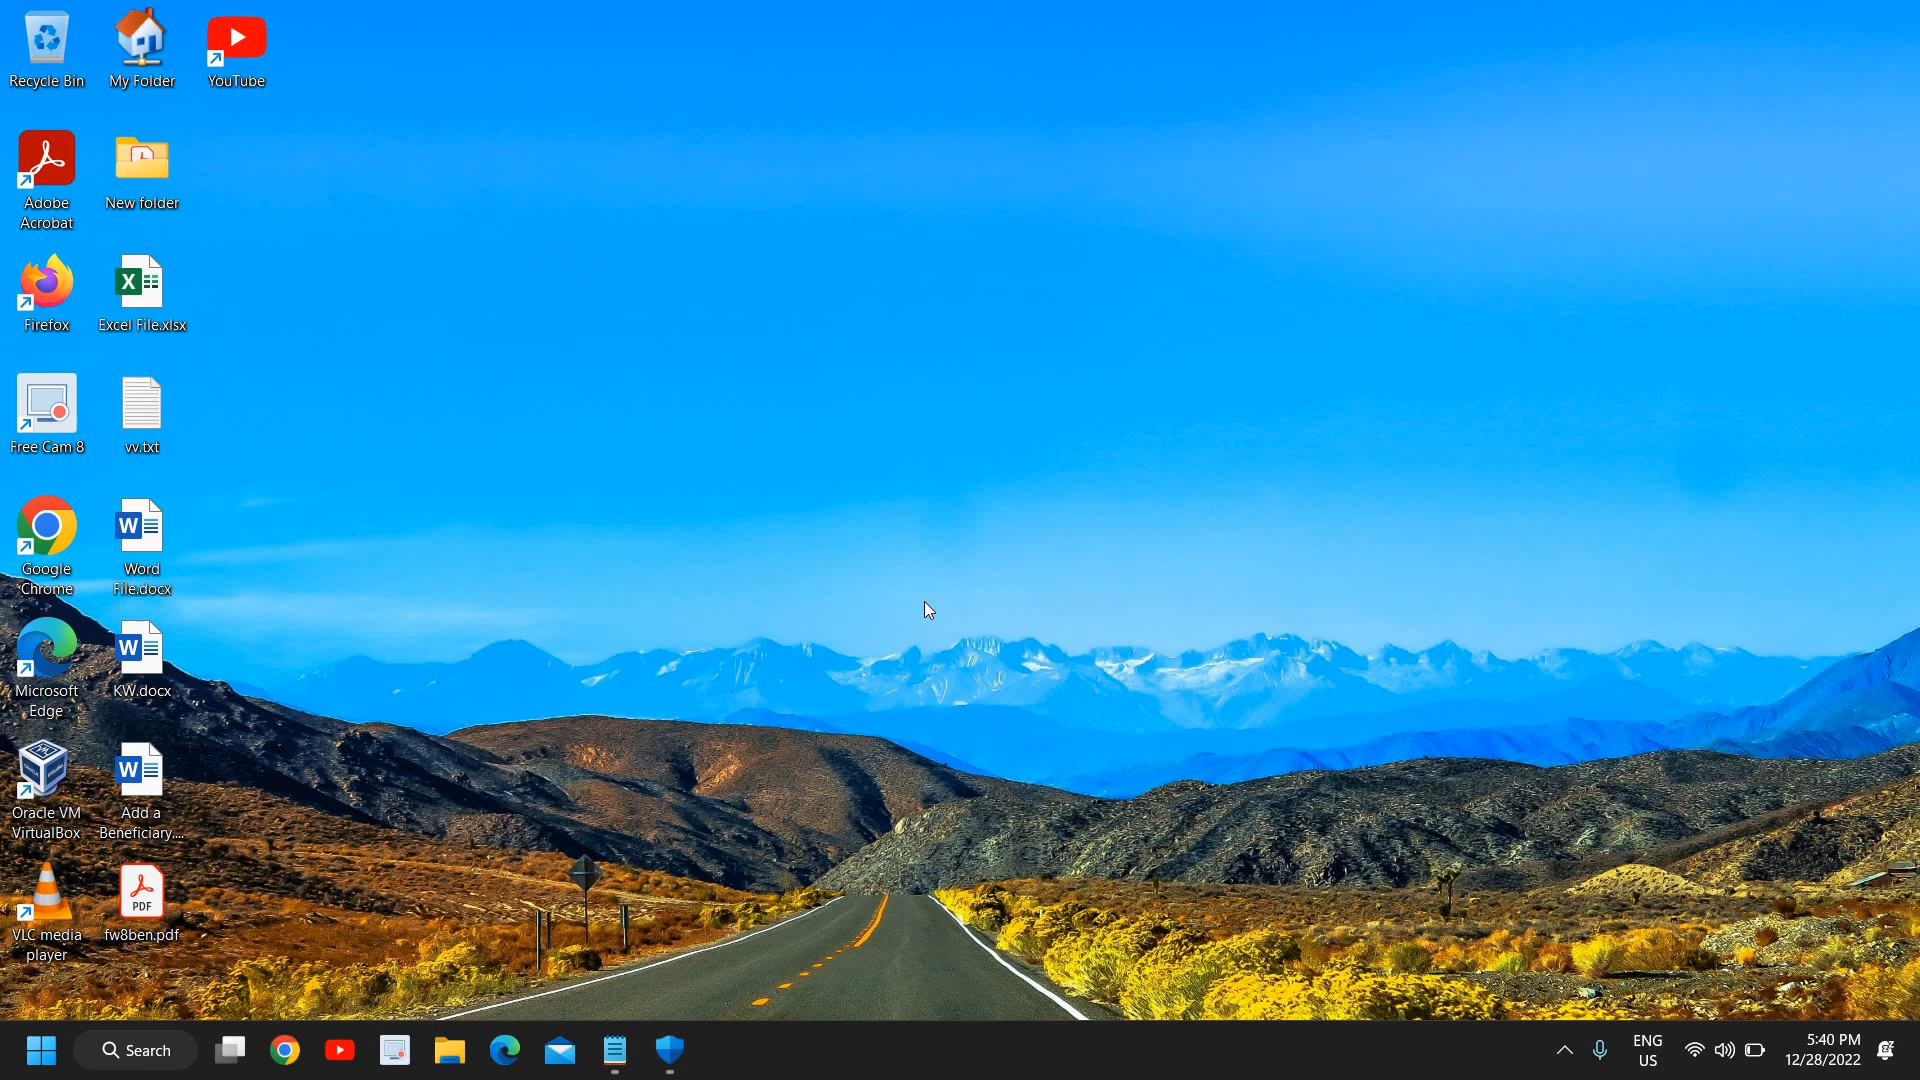 Recycle Bin
My Folder
YouTube
Adobe
Acrobat
New folder
Firefox
Excel File.xlsx
Free Cam 8
vv.txt
Google
Chrome
Word
File.docx
Microsoft
Edge
KW.docx
Oracle VM
VirtualBox
Add a
Beneficiary....
VLC media
player
PDF
fw8ben.pdf
Search
ENG
US
5:40 PM
12/28/2022